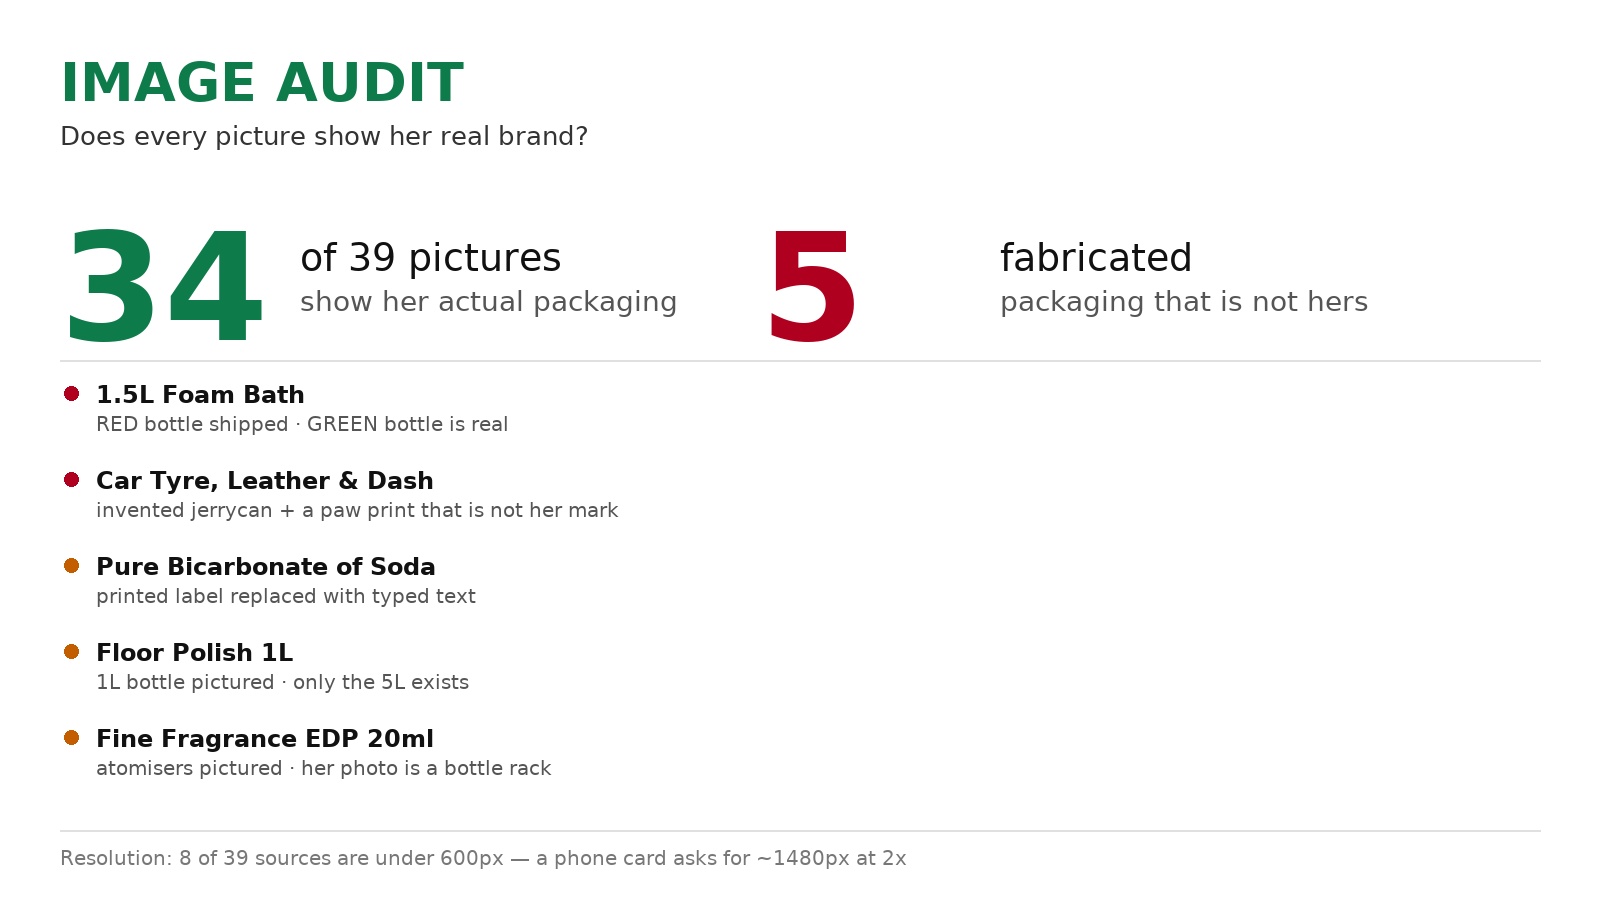 IMAGE AUDIT
Does every picture show her real brand?
34
of 39 pictures
show her actual packaging
5
fabricated
packaging that is not hers
1.5L Foam Bath
RED bottle shipped · GREEN bottle is real
Car Tyre, Leather & Dash
invented jerrycan + a paw print that is not her mark
Pure Bicarbonate of Soda
printed label replaced with typed text
Floor Polish 1L
1L bottle pictured · only the 5L exists
Fine Fragrance EDP 20ml
atomisers pictured · her photo is a bottle rack
Resolution: 8 of 39 sources are under 600px — a phone card asks for ~1480px at 2x